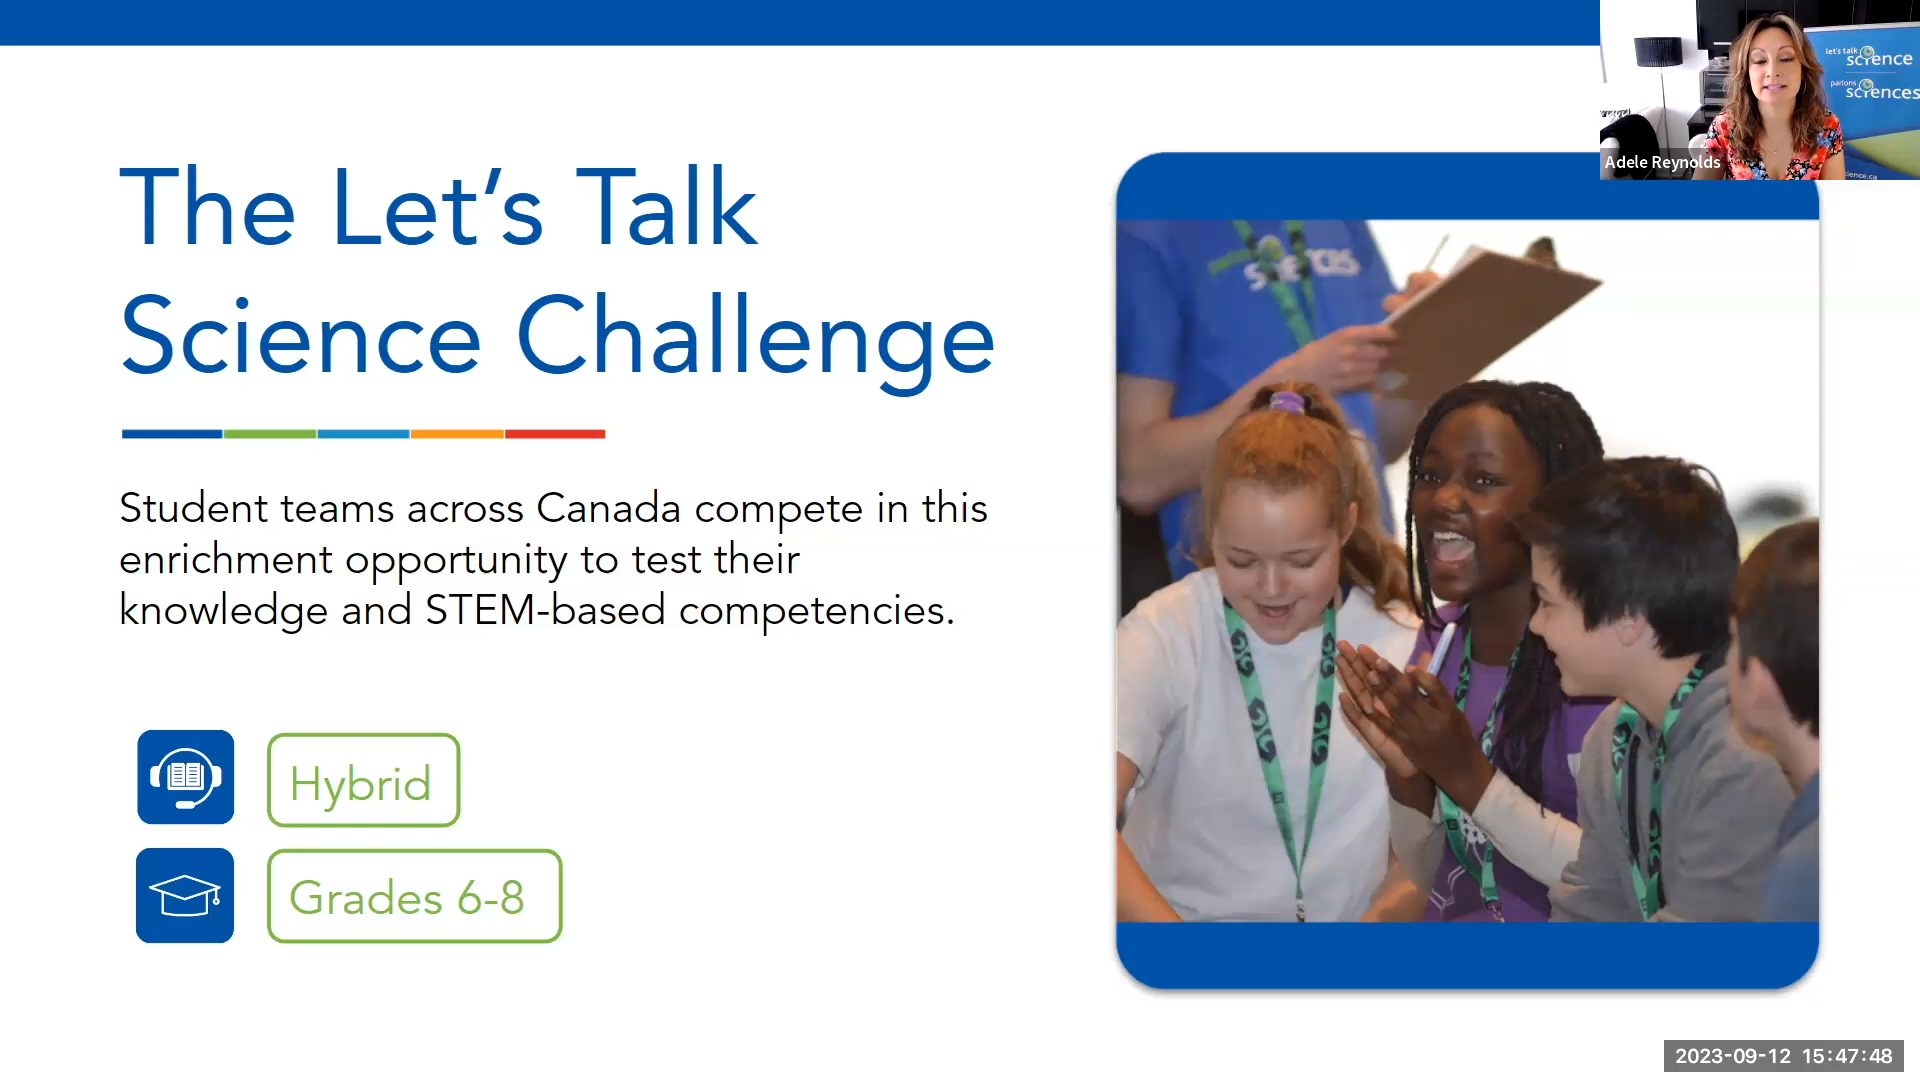 The Let's Talk
Science Challenge
Student teams across Canada compete in this
enrichment opportunity to test their
knowledge and STEM-based competencies.
Hybrid
Grades 6-8
let's talk
science
parlons
sciences
Adele Reynolds
2023-09-12 15:47:48